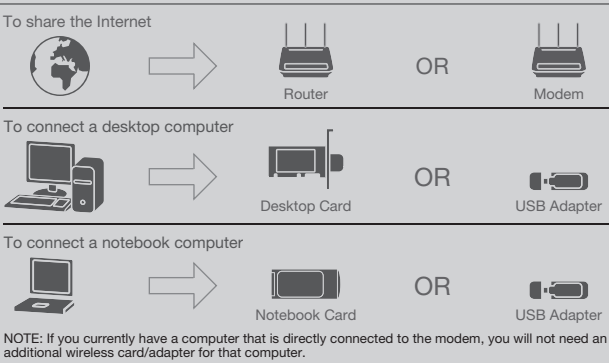 To share the Internet
OR
Router
Modem
To connect a desktop computer
OR
Desktop Card
USB Adapter
To connect a notebook computer
OR
Notebook Card
USB Adapter
NOTE: If you currently have a computer that is directly connected to the modem, you will not need an
additional wireless card/adapter for that computer.